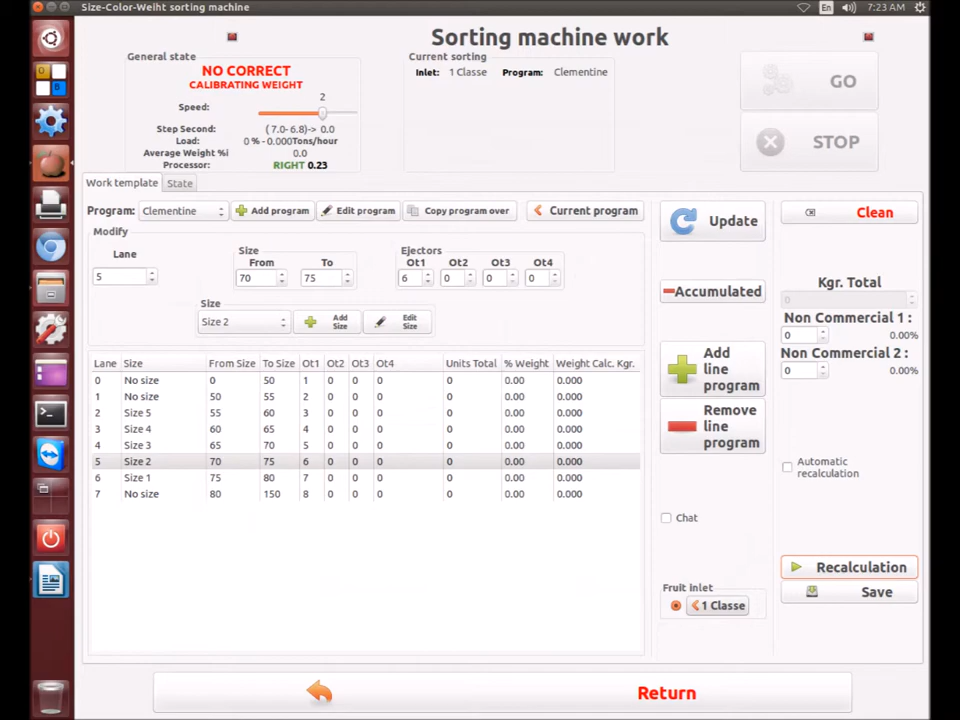 Size-Color-Weiht sorting machine
En
7:23 AM
Sorting machine work
General state
NO CORRECT
CALIBRATING WEIGHT
Speed:
2
Step Second: ( 7.0- 6.8)-> 0.0
Load: 0 % - 0.000Tons/hour
Average Weight %i 0.0
Processor: RIGHT 0.23
Current sorting
Inlet: 1 Classe Program: Clementine
GO
STOP
Work template State
Program: Clementine Add program Edit program Copy program over Current program
Modify
Lane
5
Size
From To
70 75
Ejectors
Ot1 Ot2 Ot3 Ot4
6 0 0 0
Size
Size 2
Add Size
Edit Size
Lane Size From Size To Size Ot1 Ot2 Ot3 Ot4 Units Total % Weight Weight Calc. Kgr.
0 No size 0 50 1 0 0 0 0 0.00 0.000
1 No size 50 55 2 0 0 0 0 0.00 0.000
2 Size 5 55 60 3 0 0 0 0 0.00 0.000
3 Size 4 60 65 4 0 0 0 0 0.00 0.000
4 Size 3 65 70 5 0 0 0 0 0.00 0.000
5 Size 2 70 75 6 0 0 0 0 0.00 0.000
6 Size 1 75 80 7 0 0 0 0 0.00 0.000
7 No size 80 150 8 0 0 0 0 0.00 0.000
Update
Accumulated
Add
line
program
Remove
line
program
Chat
Fruit inlet
1 Classe
Clean
Kgr. Total
0
Non Commercial 1 :
0 0.00%
Non Commercial 2 :
0 0.00%
Automatic
recalculation
Recalculation
Save
Return